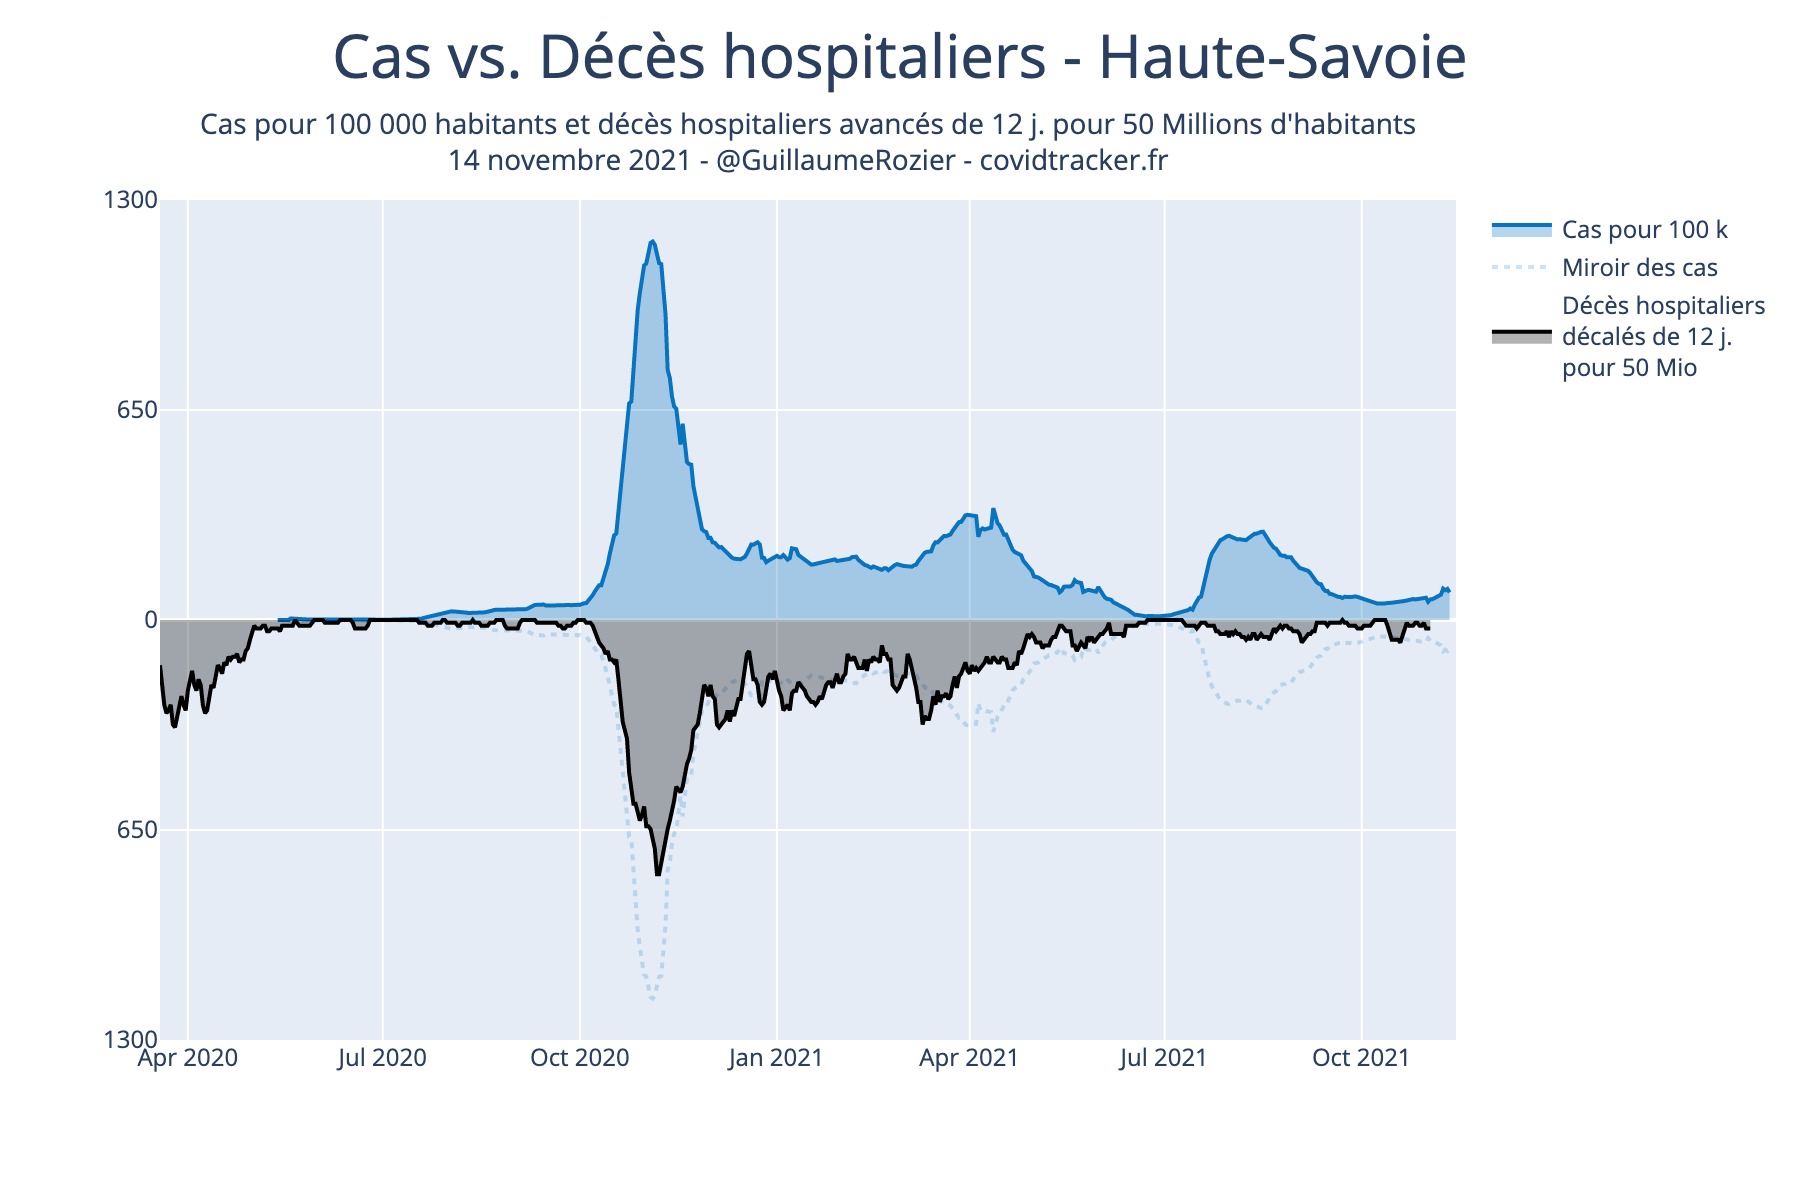 Cas vs. Décès hospitaliers - Haute-Savoie
Cas pour 100 000 habitants et décès hospitaliers avancés de 12 j. pour 50 Millions d'habitants
14 novembre 2021 - @GuillaumeRozier - covidtracker.fr
1300
650
0
650
1300
Apr 2020
Jul 2020
Oct 2020
Jan 2021
Apr 2021
Jul 2021
Oct 2021
Cas pour 100 k
Miroir des cas
Décès hospitaliers
décalés de 12 j.
pour 50 Mio